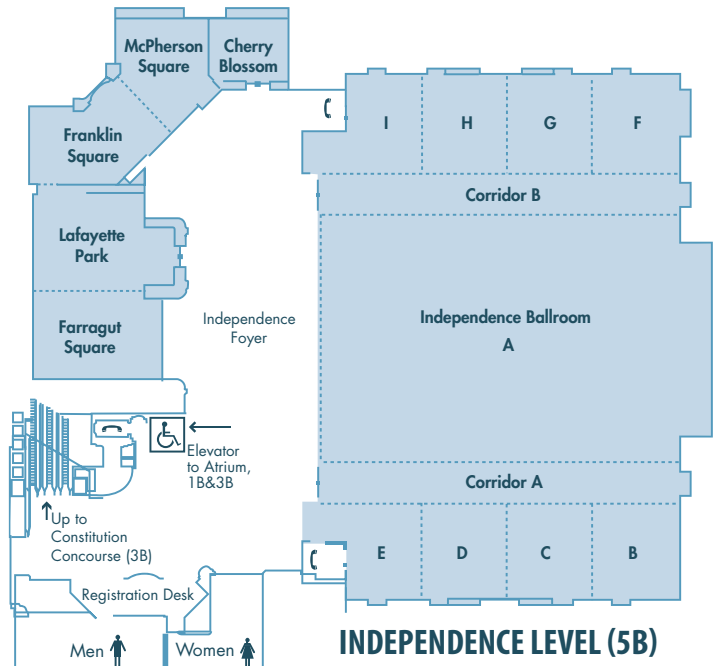 McPherson
Square
Cherry
Blossom
I
H
G
F
Franklin
Square
Corridor B
Lafayette
Park
Independence
Foyer
Independence Ballroom
A
Farragut
Square
Elevator
to Atrium,
1B&3B
Corridor A
Up to
Constitution
Concourse (3B)
E
D
C
B
Registration Desk
Men
Women
INDEPENDENCE LEVEL (5B)